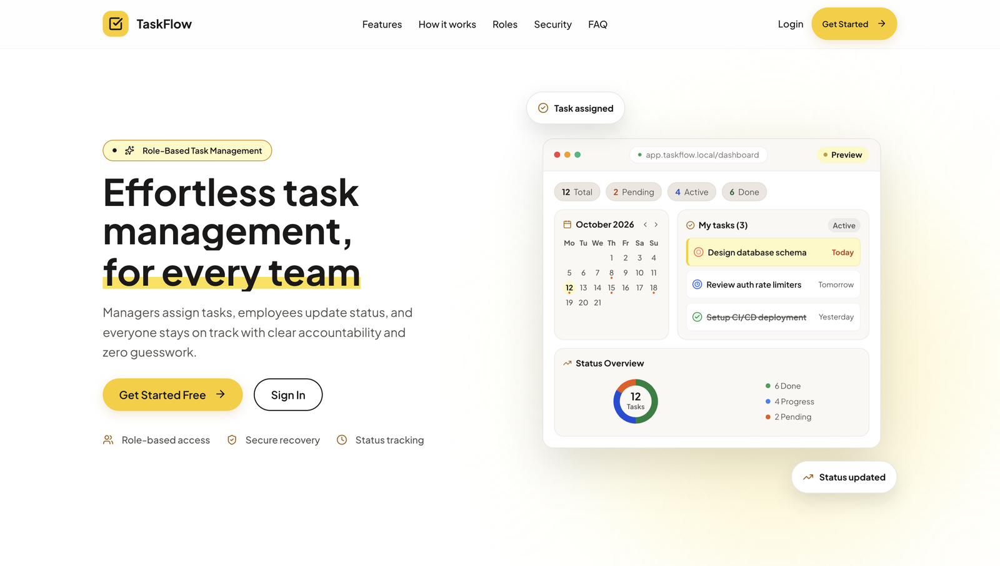 TaskFlow
Features How it works Roles Security FAQ
Login Get Started
Role-Based Task Management
Effortless task
management,
for every team
Managers assign tasks, employees update status, and
everyone stays on track with clear accountability and
zero guesswork.
Get Started Free Sign In
Role-based access Secure recovery Status tracking
Task assigned
app.taskflow.local/dashboard Preview
12 Total 2 Pending 4 Active 6 Done
October 2026
Mo Tu We Th Fr Sa Su
1 2 3 4
5 6 7 8 9 10 11
12 13 14 15 16 17 18
19 20 21
My tasks (3) Active
Design database schema Today
Review auth rate limiters Tomorrow
Setup CI/CD deployment Yesterday
Status Overview
12
Tasks
6 Done
4 Progress
2 Pending
Status updated